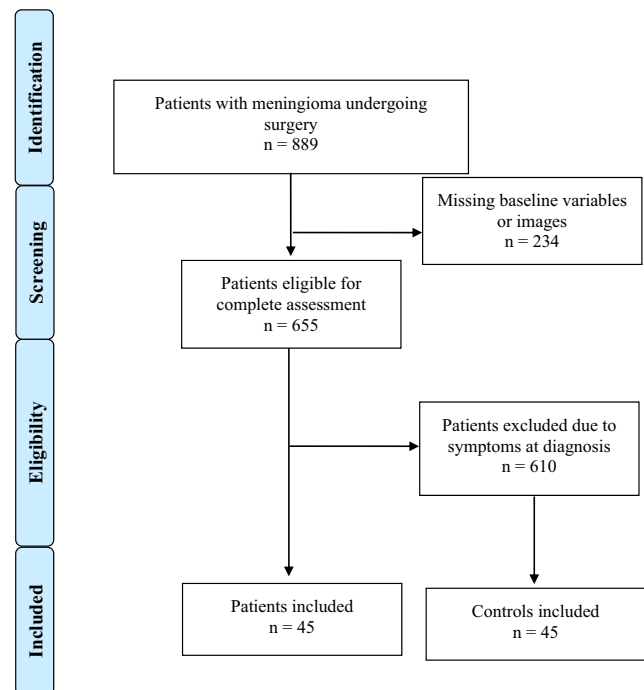 Identification
Patients with meningioma undergoing
surgery
n = 889
Missing baseline variables
or images
n = 234
Screening
Patients eligible for
complete assessment
n = 655
Eligibility
Patients excluded due to
symptoms at diagnosis
n = 610
Included
Patients included
n = 45
Controls included
n = 45